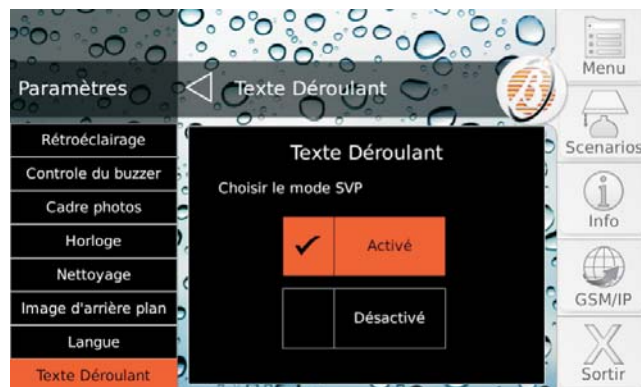 Paramètres
Texte Déroulant
Rétroéclairage
Controle du buzzer
Cadre photos
Horloge
Nettoyage
Image d'arrière plan
Langue
Texte Déroulant
Texte Déroulant
Choisir le mode SVP
Activé
Désactivé
Menu
Scenarios
Info
GSM/IP
Sortir